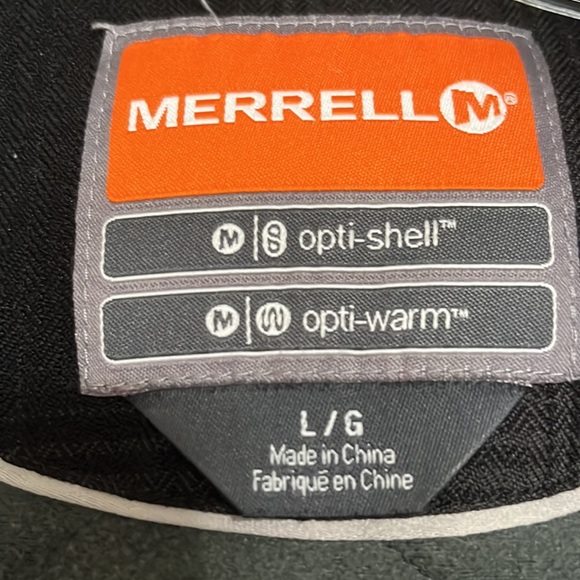 MERRELL M®
M | S opti-shell™
M | W opti-warm™
L/G
Made in China
Fabriqué en Chine